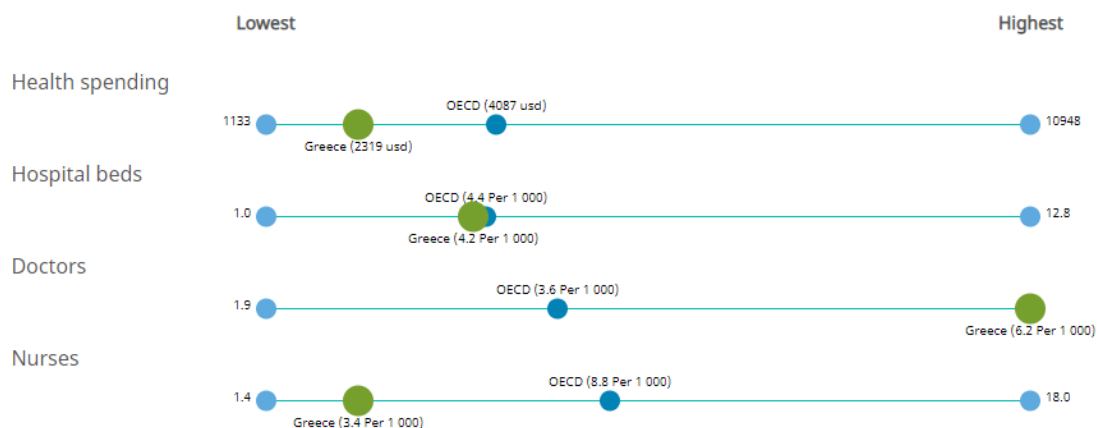 Lowest Highest
Health spending
OECD (4087 usd)
1133 10948
Greece (2319 usd)
Hospital beds
OECD (4.4 Per 1 000)
1.0 12.8
Greece (4.2 Per 1 000)
Doctors
OECD (3.6 Per 1 000)
1.9
Greece (6.2 Per 1 000)
Nurses
OECD (8.8 Per 1 000)
1.4 18.0
Greece (3.4 Per 1 000)